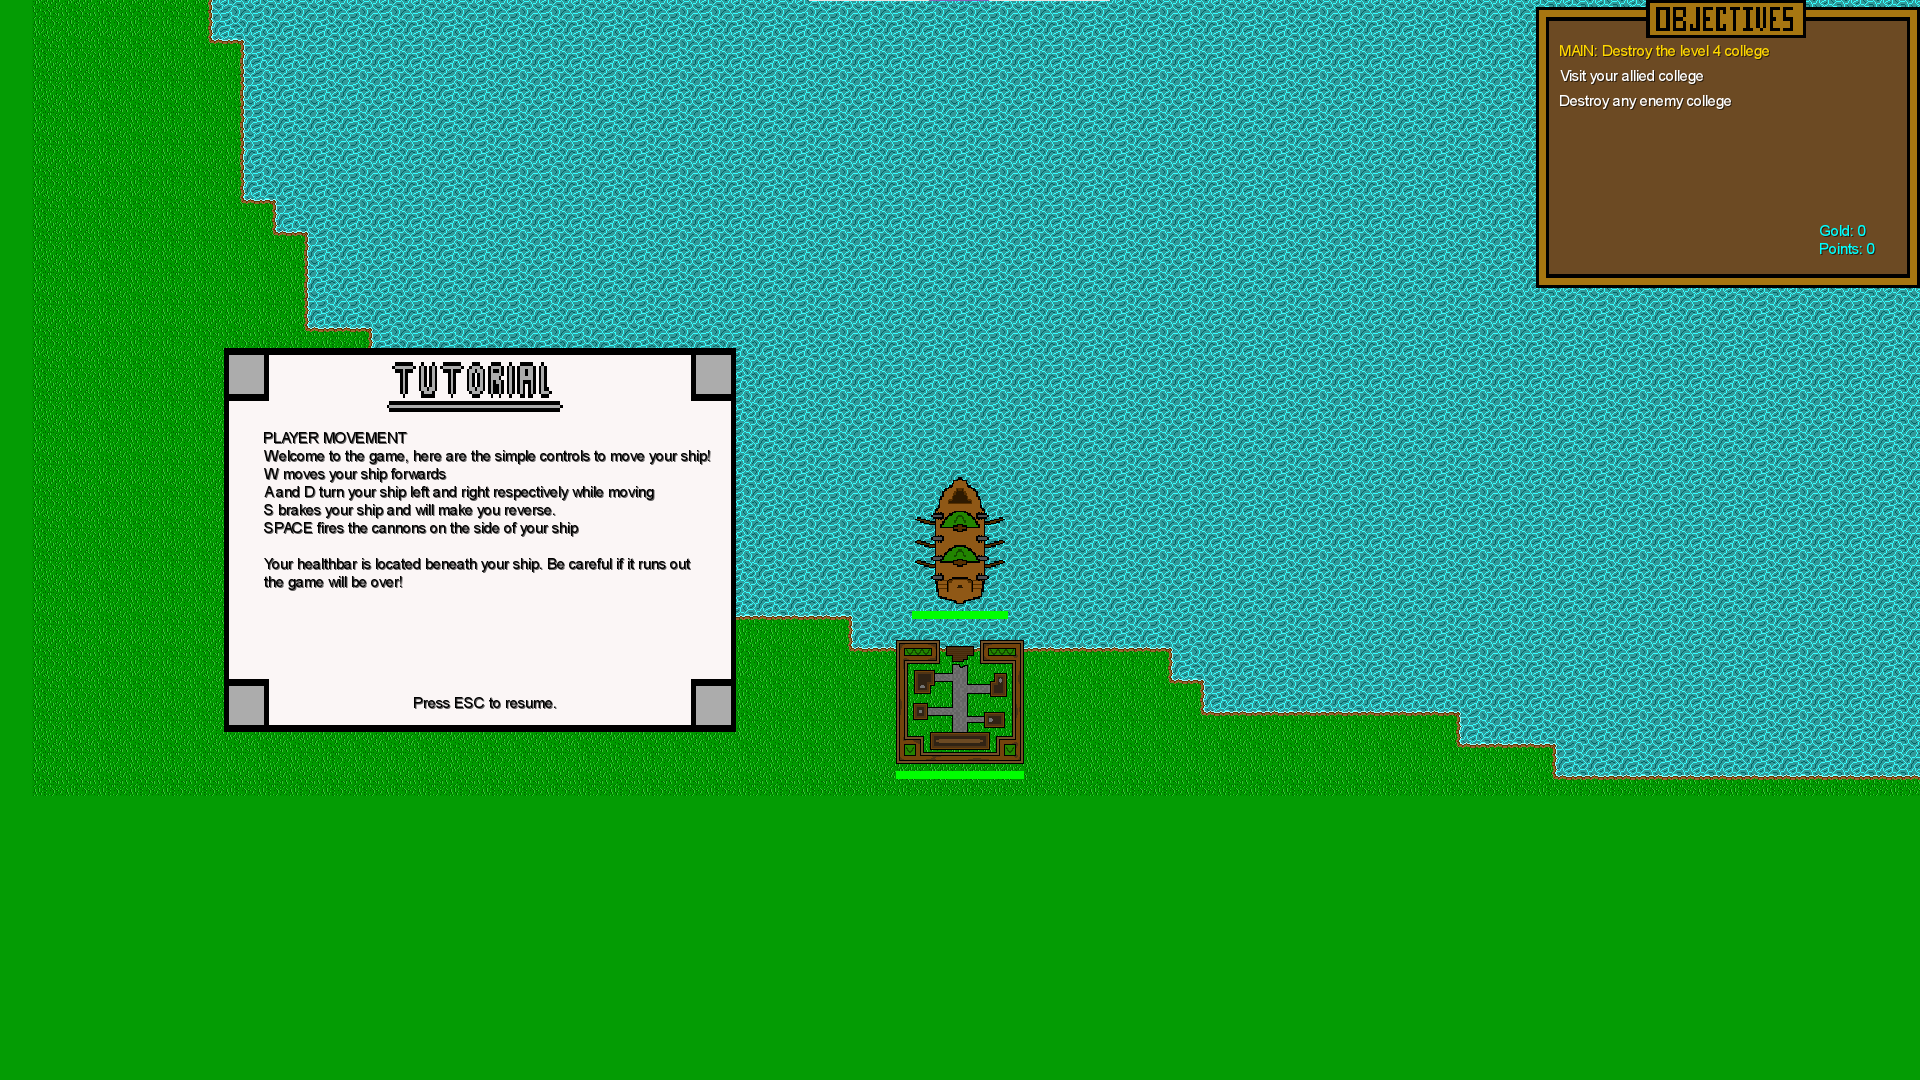 OBJECTIVES
MAIN: Destroy the level 4 college
Visit your allied college
Destroy any enemy college
Gold: 0
Points: 0
TUTORIAL
PLAYER MOVEMENT
Welcome to the game, here are the simple controls to move your ship!
W moves your ship forwards
A and D turn your ship left and right respectively while moving
S brakes your ship and will make you reverse.
SPACE fires the cannons on the side of your ship
Your healthbar is located beneath your ship. Be careful if it runs out
the game will be over!
Press ESC to resume.